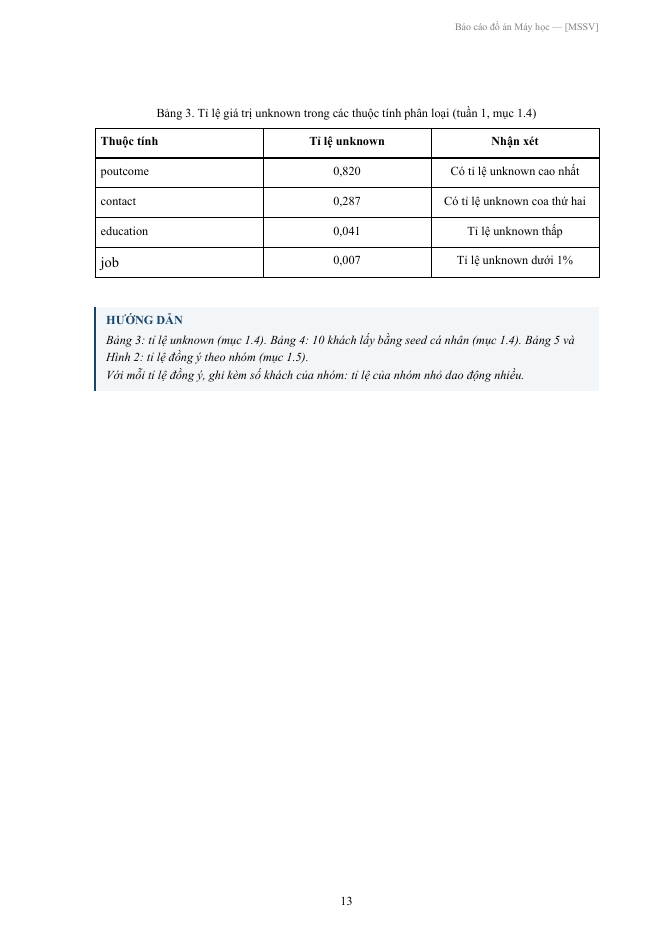 Báo cáo đồ án Máy học — [MSSV]
Bảng 3. Tỉ lệ giá trị unknown trong các thuộc tính phân loại (tuần 1, mục 1.4)
Thuộc tính Tỉ lệ unknown Nhận xét
poutcome 0,820 Có tỉ lệ unknown cao nhất
contact 0,287 Có tỉ lệ unknown coa thứ hai
education 0,041 Tỉ lệ unknown thấp
job 0,007 Tỉ lệ unknown dưới 1%
HƯỚNG DẪN
Bảng 3: tỉ lệ unknown (mục 1.4). Bảng 4: 10 khách lấy bằng seed cá nhân (mục 1.4). Bảng 5 và
Hình 2: tỉ lệ đồng ý theo nhóm (mục 1.5).
Với mỗi tỉ lệ đồng ý, ghi kèm số khách của nhóm: tỉ lệ của nhóm nhỏ dao động nhiều.
13